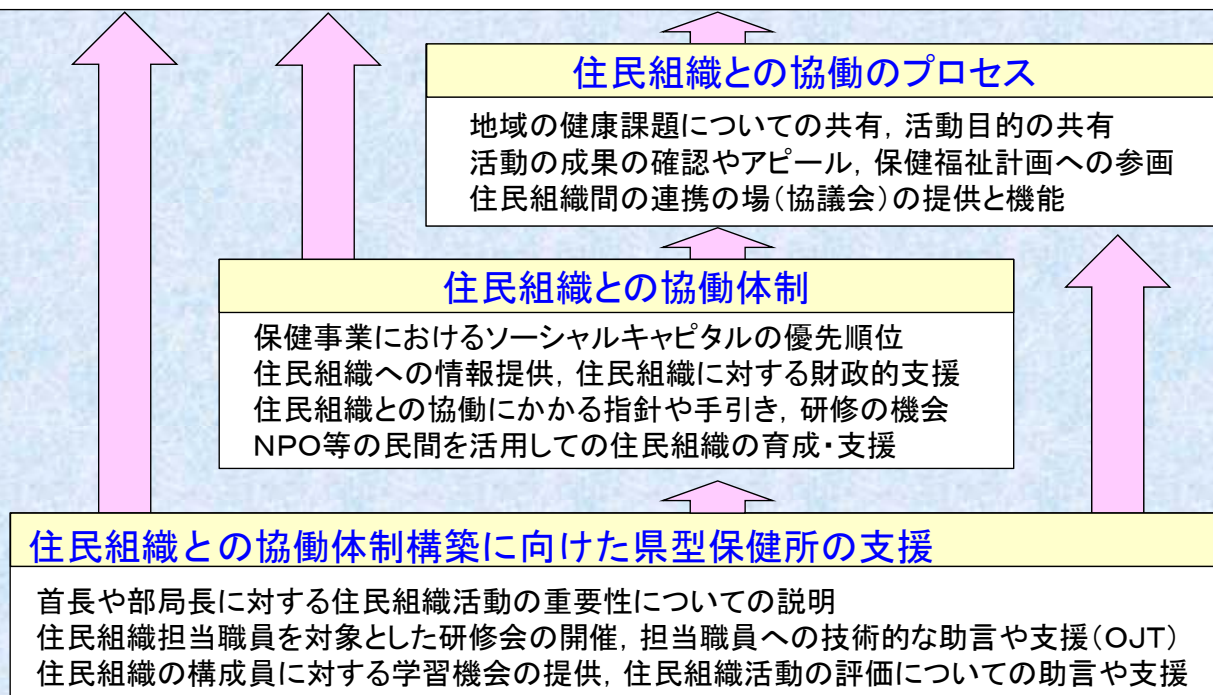 住民組織との協働のプロセス
地域の健康課題についての共有，活動目的の共有
活動の成果の確認やアピール，保健福祉計画への参画
住民組織間の連携の場（協議会）の提供と機能
住民組織との協働体制
保健事業におけるソーシャルキャピタルの優先順位
住民組織への情報提供，住民組織に対する財政的支援
住民組織との協働にかかる指針や手引き，研修の機会
ＮＰＯ等の民間を活用しての住民組織の育成・支援
住民組織との協働体制構築に向けた県型保健所の支援
首長や部局長に対する住民組織活動の重要性についての説明
住民組織担当職員を対象とした研修会の開催，担当職員への技術的な助言や支援（ＯＪＴ）
住民組織の構成員に対する学習機会の提供，住民組織活動の評価についての助言や支援